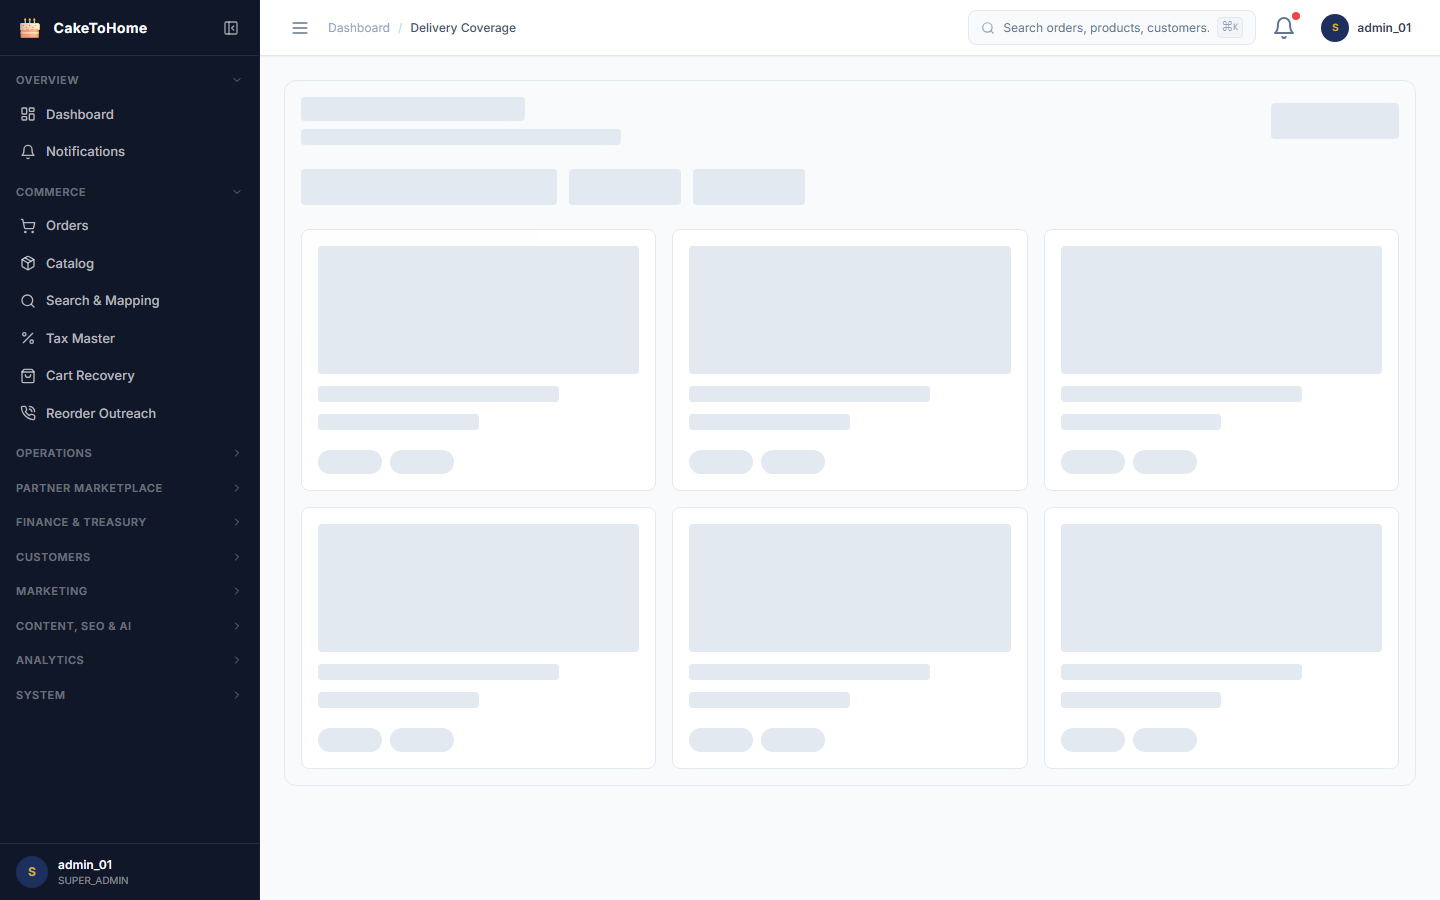 CakeToHome
Dashboard / Delivery Coverage
Search orders, products, customers. ⌘K
S admin_01
OVERVIEW
Dashboard
Notifications
COMMERCE
Orders
Catalog
Search & Mapping
Tax Master
Cart Recovery
Reorder Outreach
OPERATIONS
PARTNER MARKETPLACE
FINANCE & TREASURY
CUSTOMERS
MARKETING
CONTENT, SEO & AI
ANALYTICS
SYSTEM
S admin_01
SUPER_ADMIN